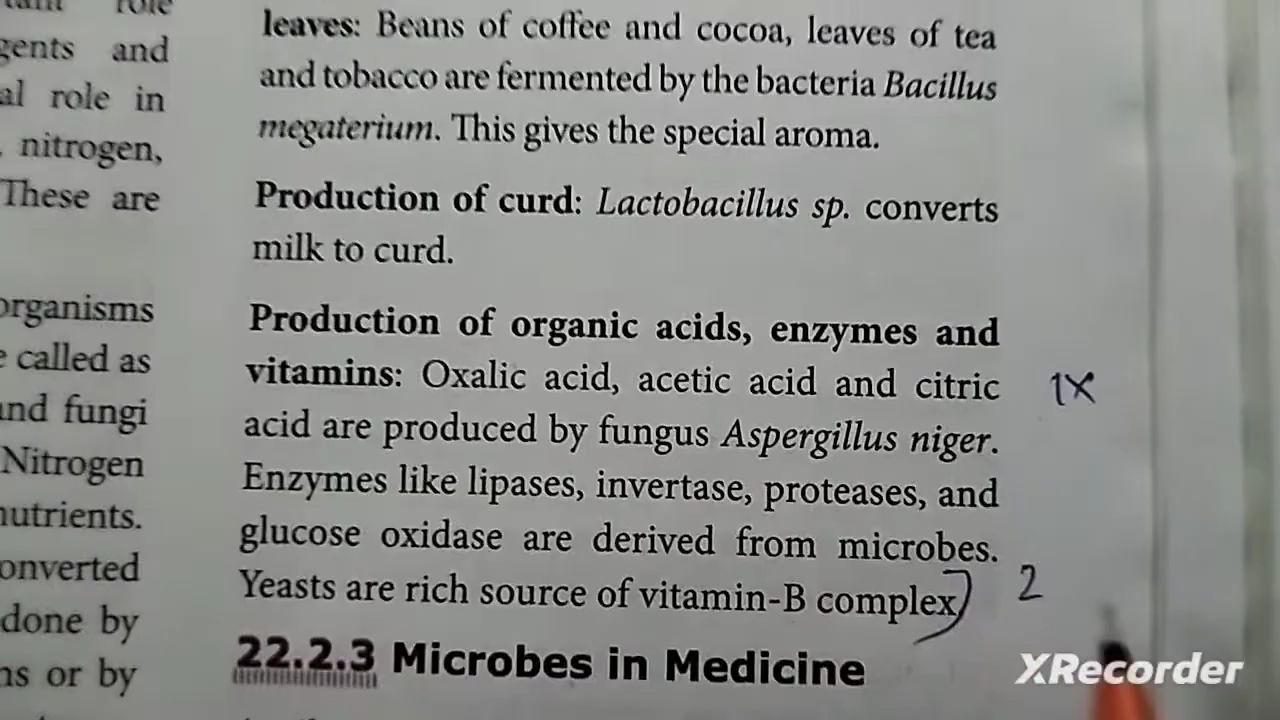 role
gents and
al role in
nitrogen,
These are
organisms
e called as
and fungi
Nitrogen
nutrients.
onverted
done by
ns or by
leaves: Beans of coffee and cocoa, leaves of tea
and tobacco are fermented by the bacteria Bacillus
megaterium. This gives the special aroma.
Production of curd: Lactobacillus sp. converts
milk to curd.
Production of organic acids, enzymes and
vitamins: Oxalic acid, acetic acid and citric
acid are produced by fungus Aspergillus niger.
Enzymes like lipases, invertase, proteases, and
glucose oxidase are derived from microbes.
Yeasts are rich source of vitamin-B complex
22.2.3 Microbes in Medicine
1X
2
XRecorder